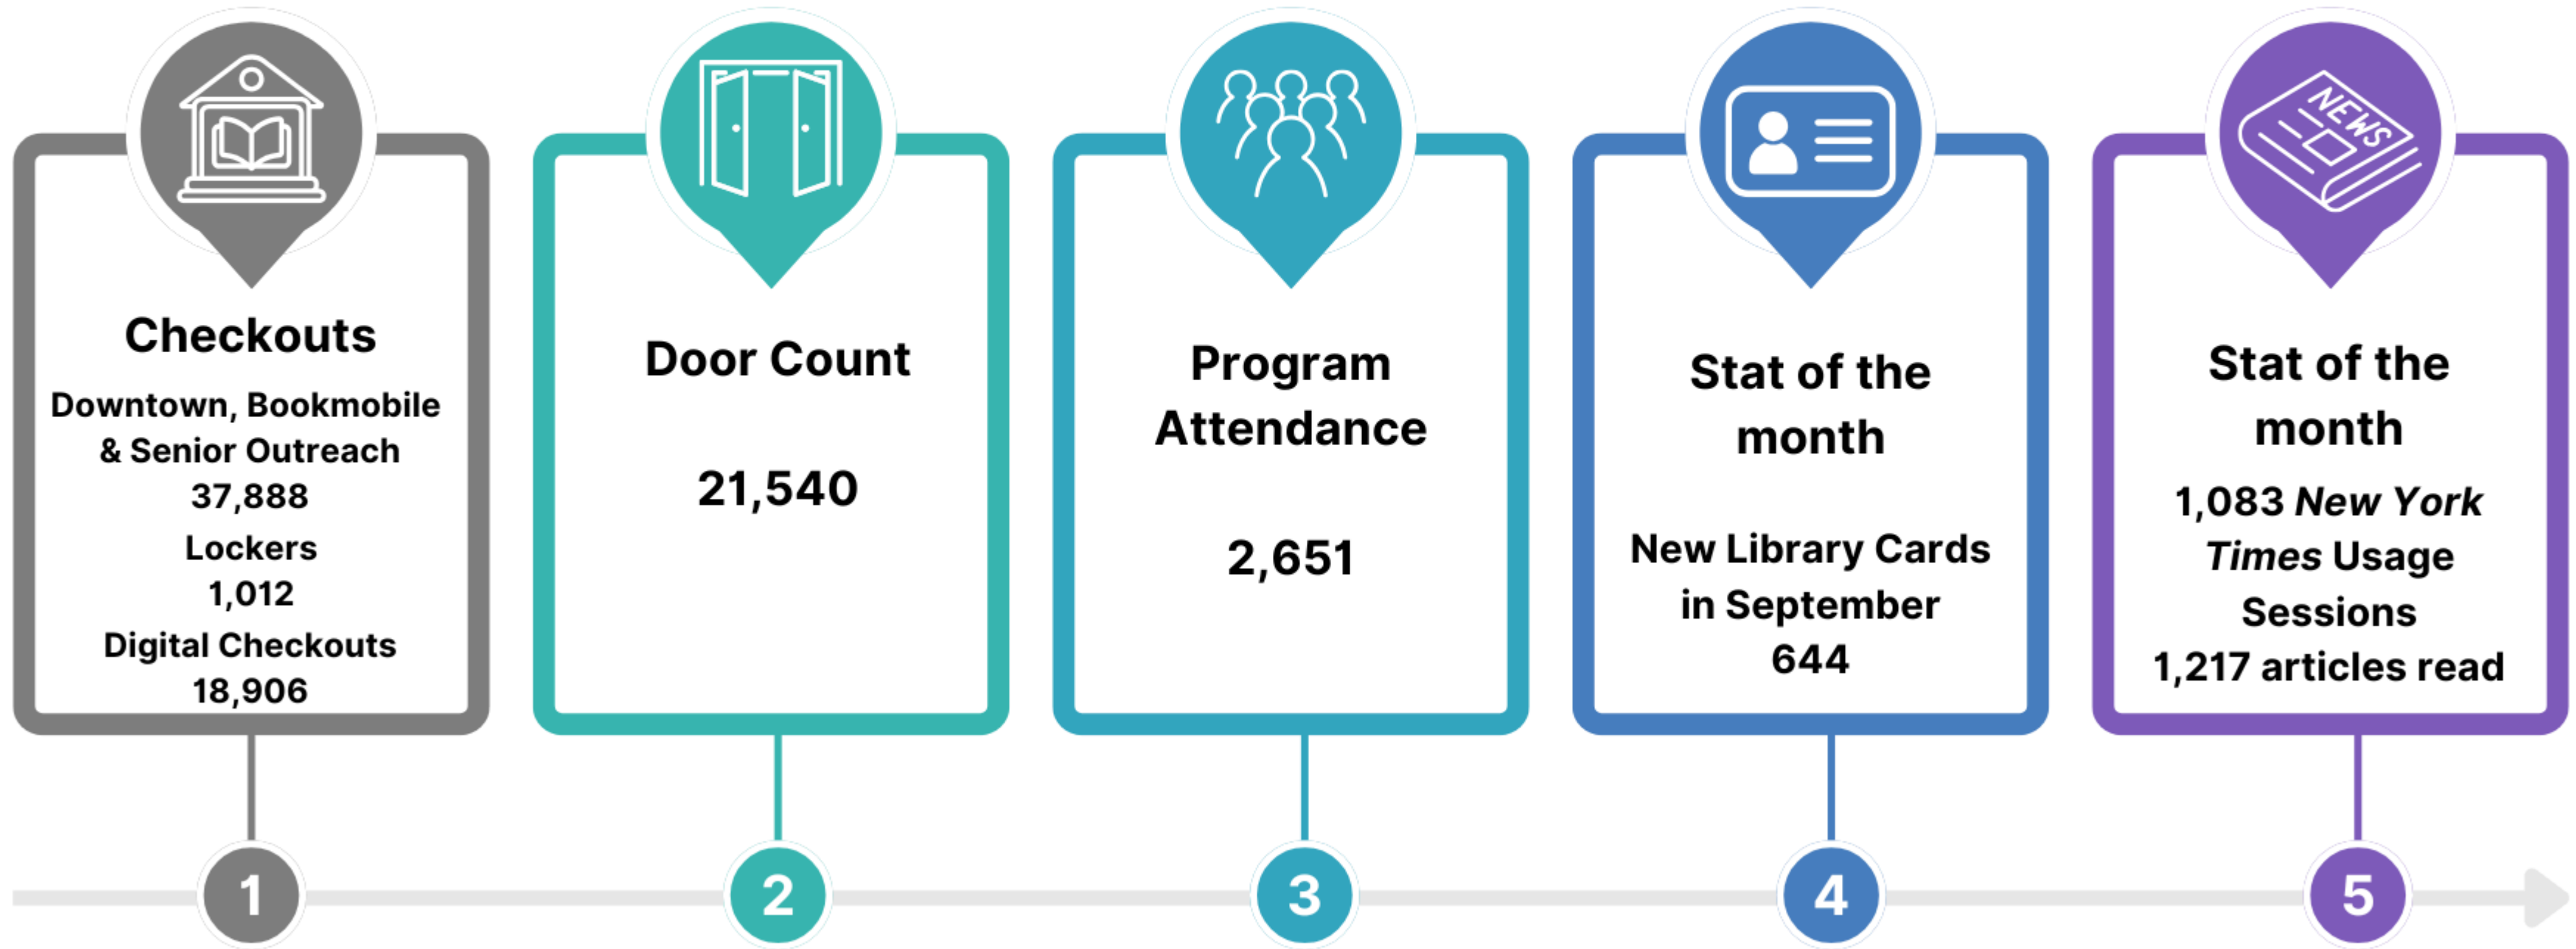 Checkouts
Downtown, Bookmobile
& Senior Outreach
37,888
Lockers
1,012
Digital Checkouts
18,906
1
Door Count
21,540
2
Program
Attendance
2,651
3
Stat of the
month
New Library Cards
in September
644
4
NEWS
Stat of the
month
1,083 New York
Times Usage
Sessions
1,217 articles read
5